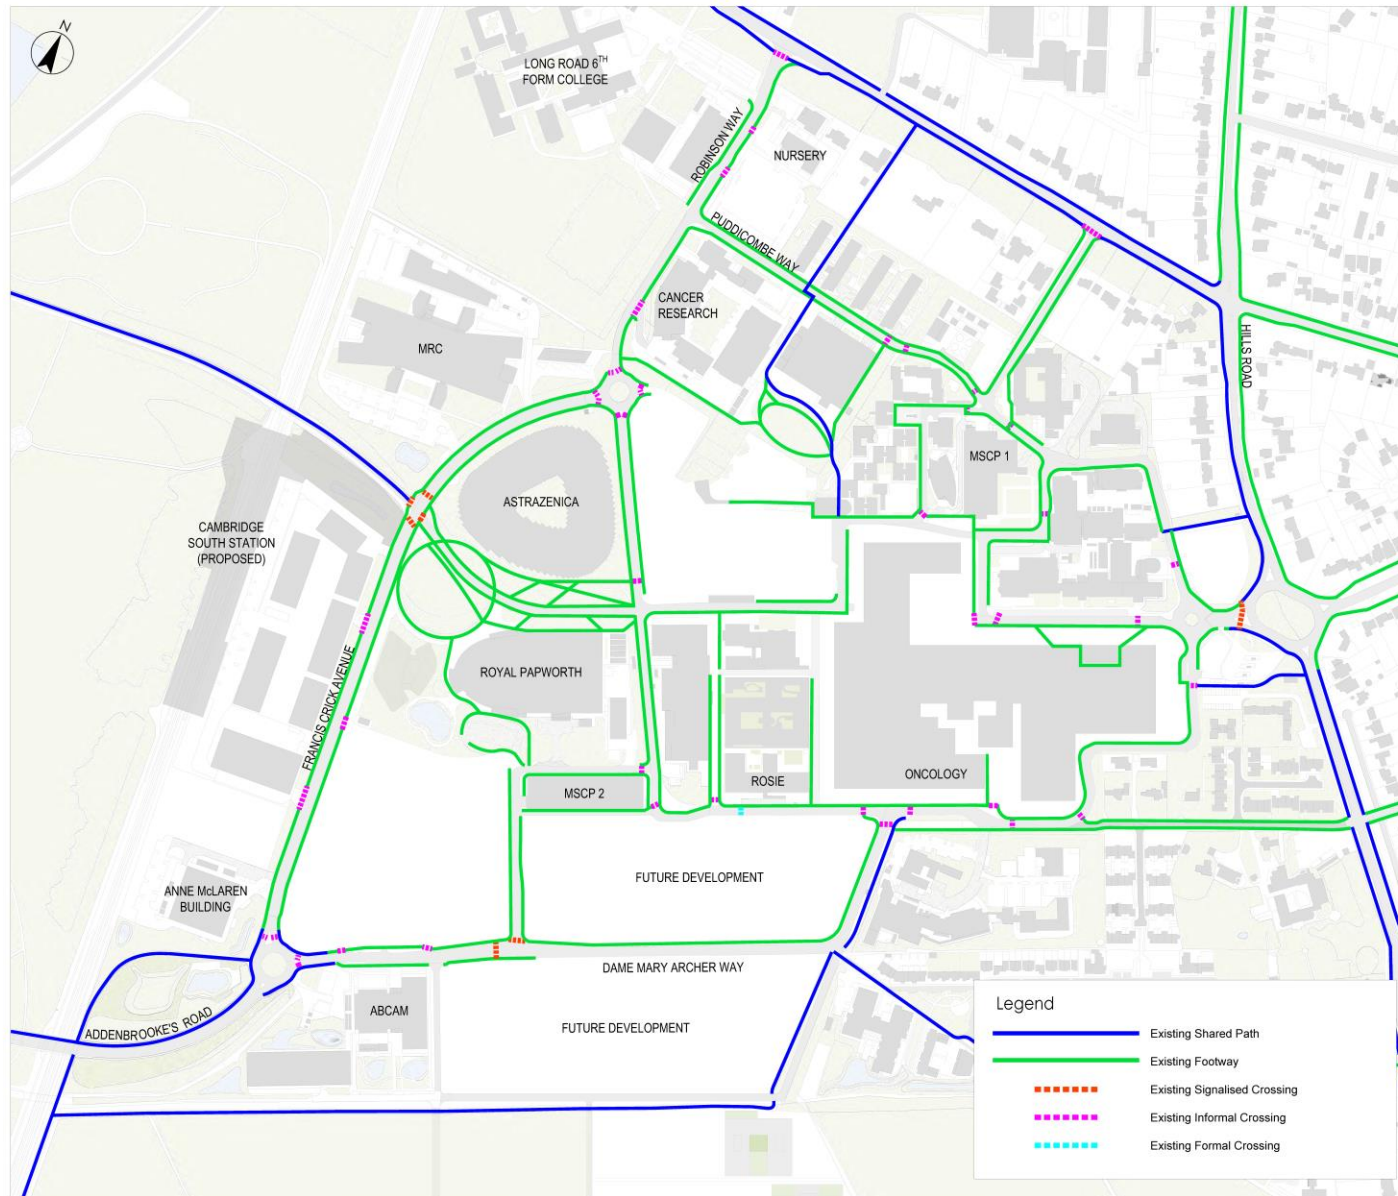 N
LONG ROAD 6TH
FORM COLLEGE
ROBINSON WAY
NURSERY
PUDDICOMBE WAY
CANCER
RESEARCH
MRC
HILLS ROAD
MSCP 1
ASTRAZENICA
CAMBRIDGE
SOUTH STATION
(PROPOSED)
FRANCIS CRICK AVENUE
ROYAL PAPWORTH
MSCP 2
ROSIE
ONCOLOGY
ANNE McLAREN
BUILDING
FUTURE DEVELOPMENT
DAME MARY ARCHER WAY
ABCAM
ADDENBROOKE'S ROAD
FUTURE DEVELOPMENT
Legend
Existing Shared Path
Existing Footway
Existing Signalised Crossing
Existing Informal Crossing
Existing Formal Crossing